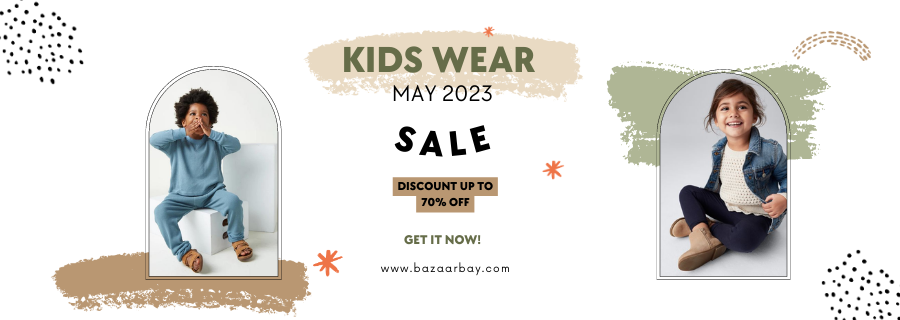 KIDS WEAR
MAY 2023
SALE
DISCOUNT UP TO
70% OFF
GET IT NOW!
www.bazaarbay.com